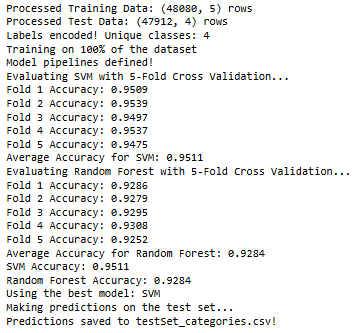 Processed Training Data: (48080, 5) rows
Processed Test Data: (47912, 4) rows
Labels encoded! Unique classes: 4
Training on 100% of the dataset
Model pipelines defined!
Evaluating SVM with 5-Fold Cross Validation...
Fold 1 Accuracy: 0.9509
Fold 2 Accuracy: 0.9539
Fold 3 Accuracy: 0.9497
Fold 4 Accuracy: 0.9537
Fold 5 Accuracy: 0.9475
Average Accuracy for SVM: 0.9511
Evaluating Random Forest with 5-Fold Cross Validation...
Fold 1 Accuracy: 0.9286
Fold 2 Accuracy: 0.9279
Fold 3 Accuracy: 0.9295
Fold 4 Accuracy: 0.9308
Fold 5 Accuracy: 0.9252
Average Accuracy for Random Forest: 0.9284
SVM Accuracy: 0.9511
Random Forest Accuracy: 0.9284
Using the best model: SVM
Making predictions on the test set...
Predictions saved to testSet_categories.csv!